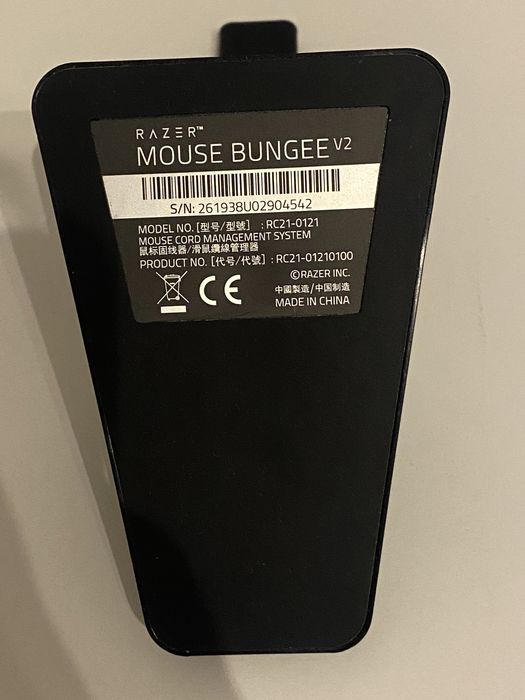 RAZER™
MOUSE BUNGEE V2
S/N: 261938U02904542
MODEL NO. [型号/型號] : RC21-0121
MOUSE CORD MANAGEMENT SYSTEM
鼠标固线器/滑鼠纜線管理器
PRODUCT NO. [代号/代號] : RC21-01210100
©RAZER INC.
中國製造/中国制造
CE
MADE IN CHINA